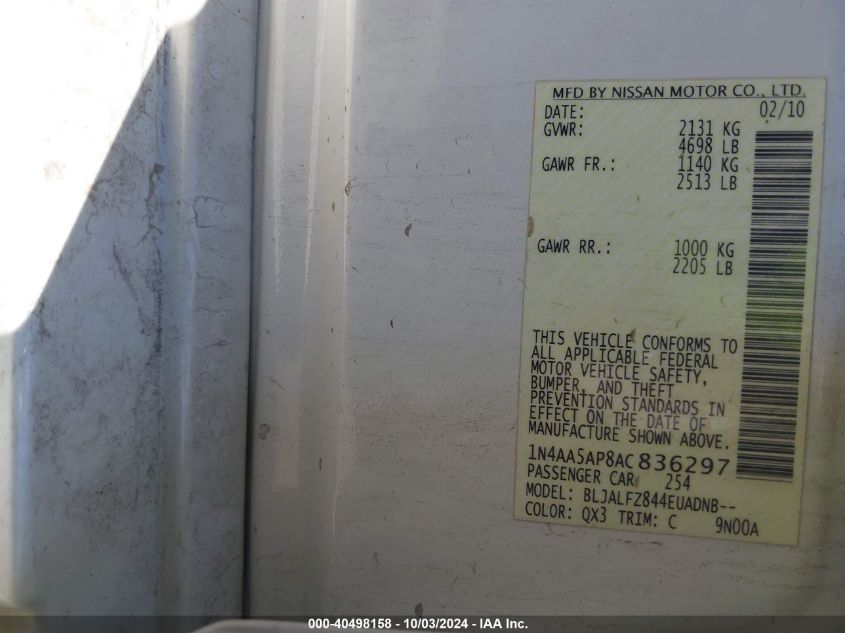 MFD BY NISSAN MOTOR CO., LTD.
DATE: 02/10
GVWR: 2131 KG
4698 LB
GAWR FR.: 1140 KG
2513 LB
GAWR RR.: 1000 KG
2205 LB
THIS VEHICLE CONFORMS TO
ALL APPLICABLE FEDERAL
MOTOR VEHICLE SAFETY,
BUMPER, AND THEFT
PREVENTION STANDARDS IN
EFFECT ON THE DATE OF
MANUFACTURE SHOWN ABOVE.
1N4AA5AP8AC836297
PASSENGER CAR 254
MODEL: BLJALFZ844EUADNB--
COLOR: QX3 TRIM: C 9N00A
000-40498158 - 10/03/2024 - IAA Inc.